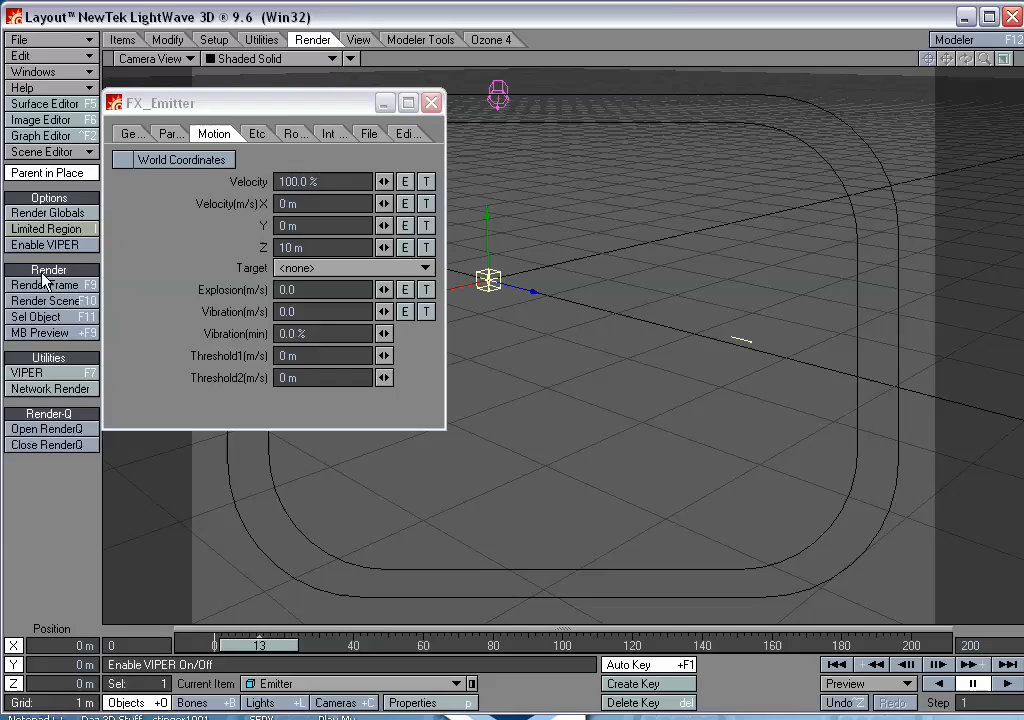 Layout™ NewTek LightWave 3D ® 9.6 (Win32)
File Items Modify Setup Utilities Render View Modeler Tools Ozone 4 Modeler F12
Edit Camera View Shaded Solid
Windows
Help
Surface Editor F5
Image Editor F6
Graph Editor ^F2
Scene Editor
Parent in Place
Options
Render Globals
Limited Region l
Enable VIPER
Render
Render Frame F9
Render Scene F10
Sel Object F11
MB Preview +F9
Utilities
VIPER F7
Network Render
Render-Q
Open RenderQ
Close RenderQ
FX_Emitter
Ge... Par... Motion Etc Ro... Int ... File Edi...
World Coordinates
Velocity 100.0 % E T
Velocity(m/s) X 0 m E T
Y 0 m E T
Z 10 m E T
Target <none>
Explosion(m/s) 0.0 E T
Vibration(m/s) 0.0 E T
Vibration(min) 0.0 %
Threshold1(m/s) 0 m
Threshold2(m/s) 0 m
Position
X 0 m 0 0 13 40 60 80 100 120 140 160 180 200 200
Y 0 m Enable VIPER On/Off Auto Key +F1
Z 0 m Sel: 1 Current Item Emitter Create Key Preview
Grid: 1 m Objects +O Bones +B Lights +L Cameras +C Properties p Delete Key del Undo Z Redo Step 1